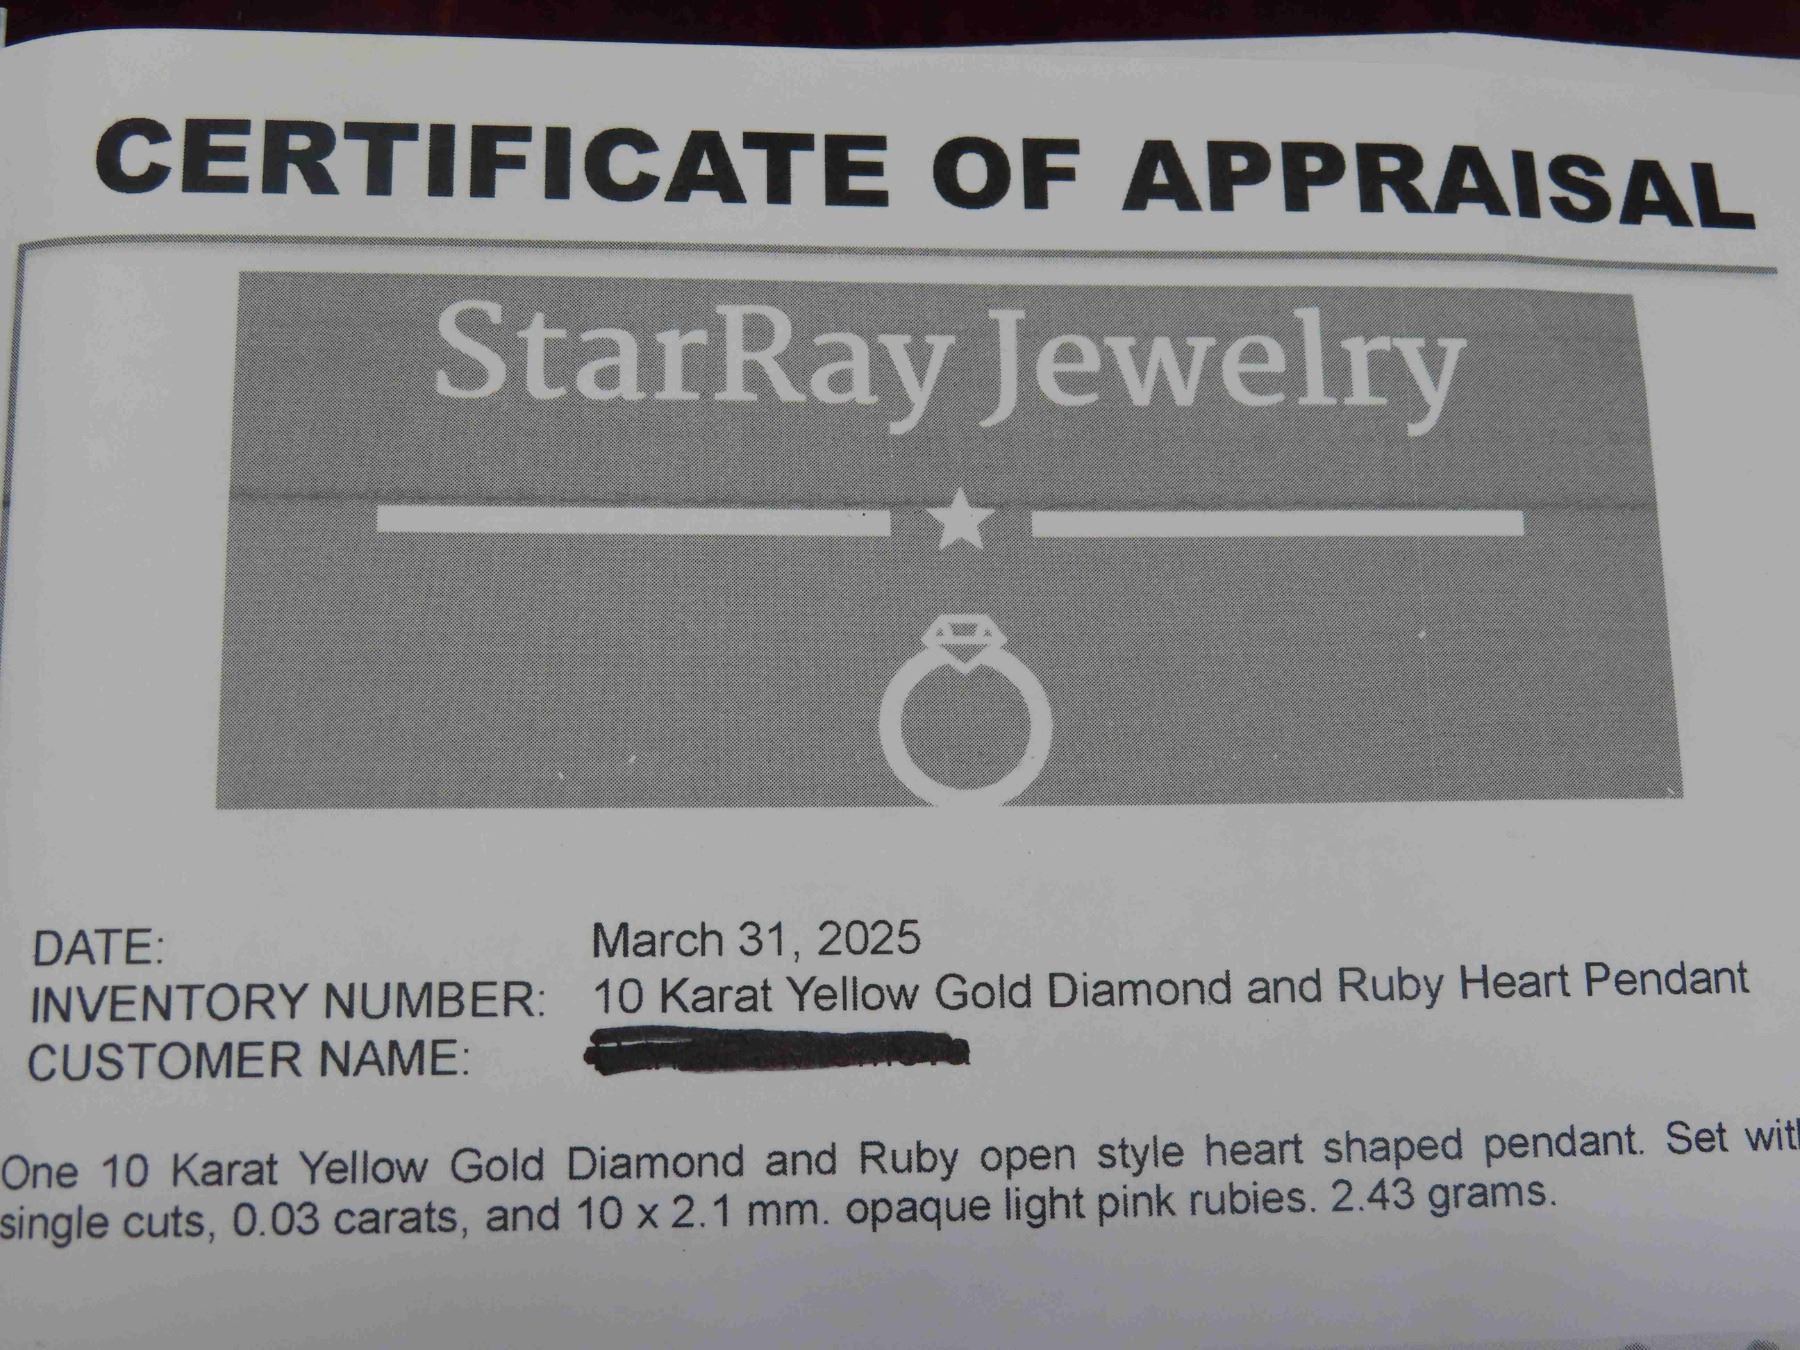 CERTIFICATE OF APPRAISAL
StarRay Jewelry
DATE: March 31, 2025
INVENTORY NUMBER: 10 Karat Yellow Gold Diamond and Ruby Heart Pendant
CUSTOMER NAME:
One 10 Karat Yellow Gold Diamond and Ruby open style heart shaped pendant. Set with
single cuts, 0.03 carats, and 10 x 2.1 mm. opaque light pink rubies. 2.43 grams.